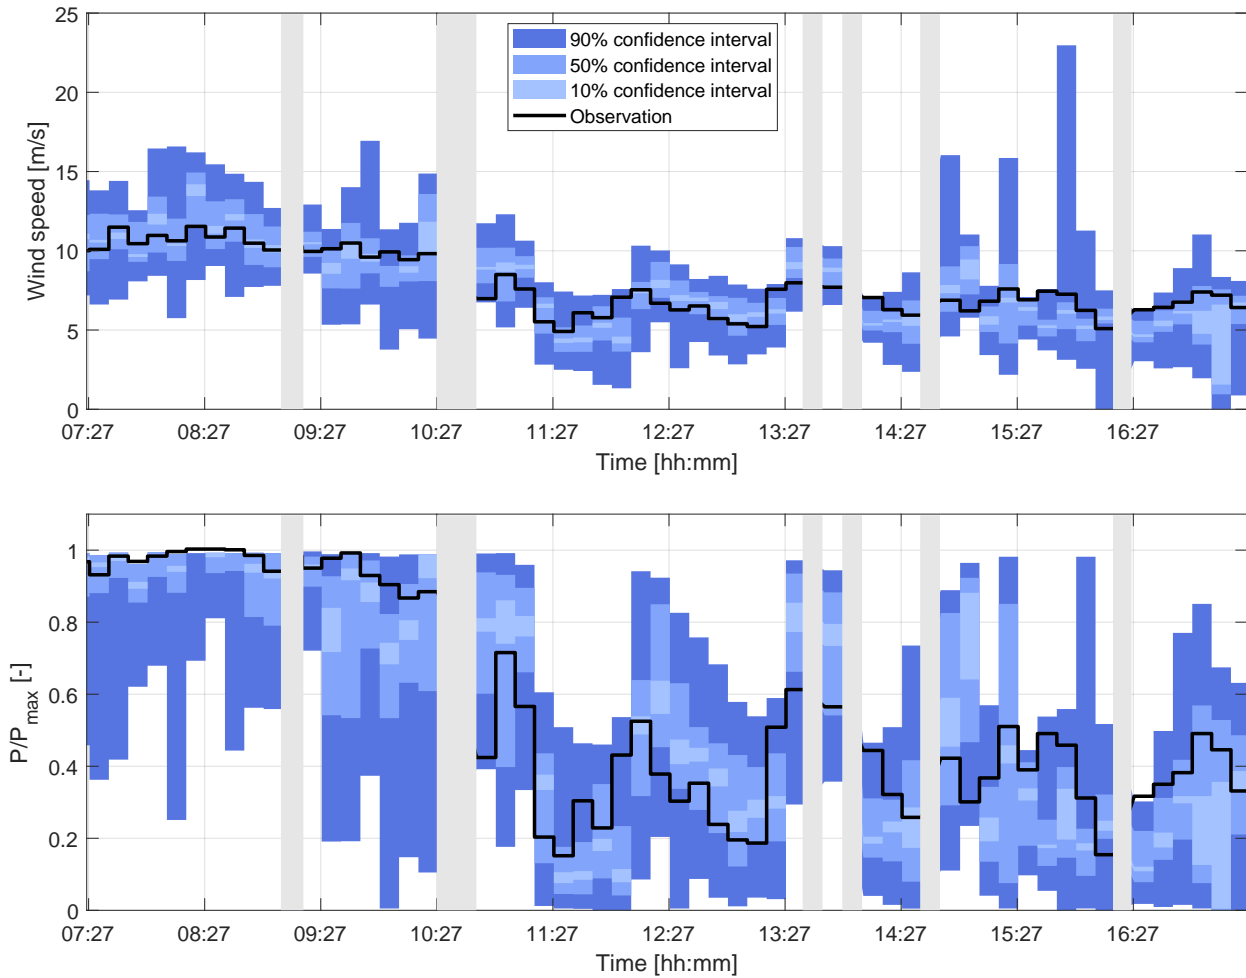 25
20
15
10
5
0
Wind speed [m/s]
90% confidence interval
50% confidence interval
10% confidence interval
Observation
07:27 08:27 09:27 10:27 11:27 12:27 13:27 14:27 15:27 16:27
Time [hh:mm]
1
0.8
0.6
0.4
0.2
0
P/P_max [-]
07:27 08:27 09:27 10:27 11:27 12:27 13:27 14:27 15:27 16:27
Time [hh:mm]